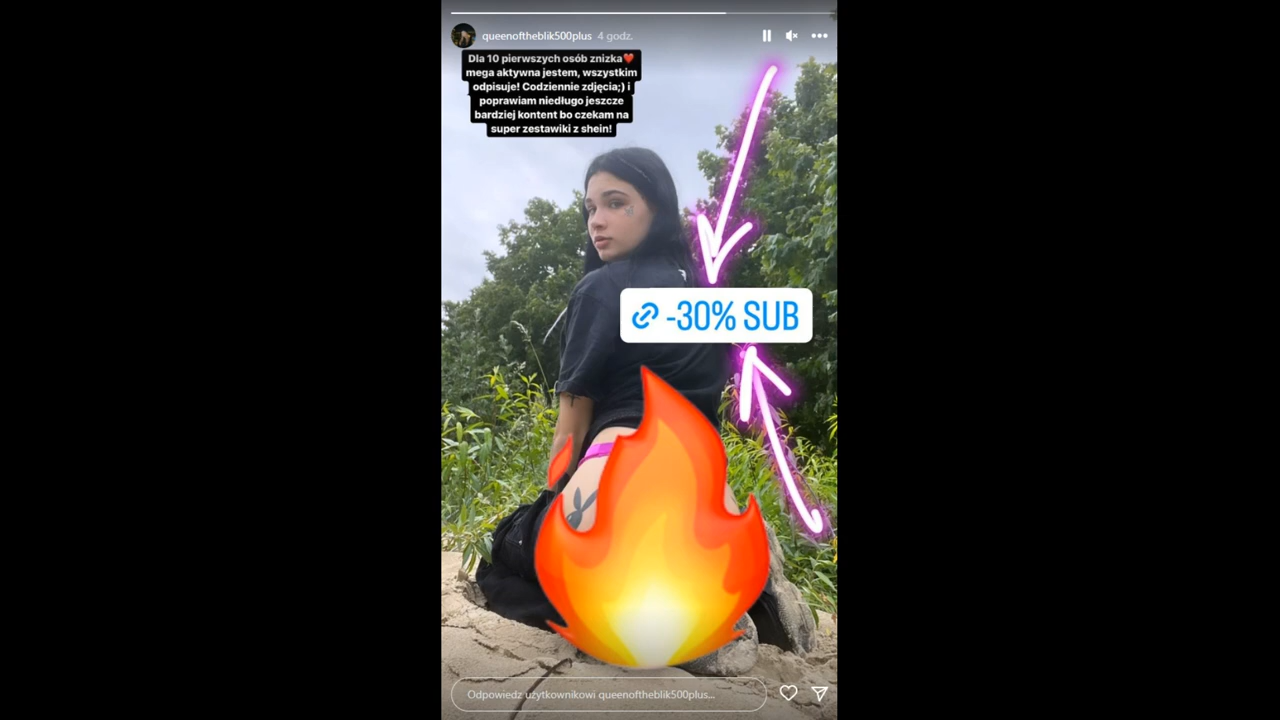 queenoftheblik500plus 4 godz.
Dla 10 pierwszych osób znizka❤️
mega aktywna jestem, wszystkim
odpisuje! Codziennie zdjęcia;) i
poprawiam niedługo jeszcze
bardziej kontent bo czekam na
super zestawiki z shein!
-30% SUB
Odpowiedz użytkownikowi queenoftheblik500plus...